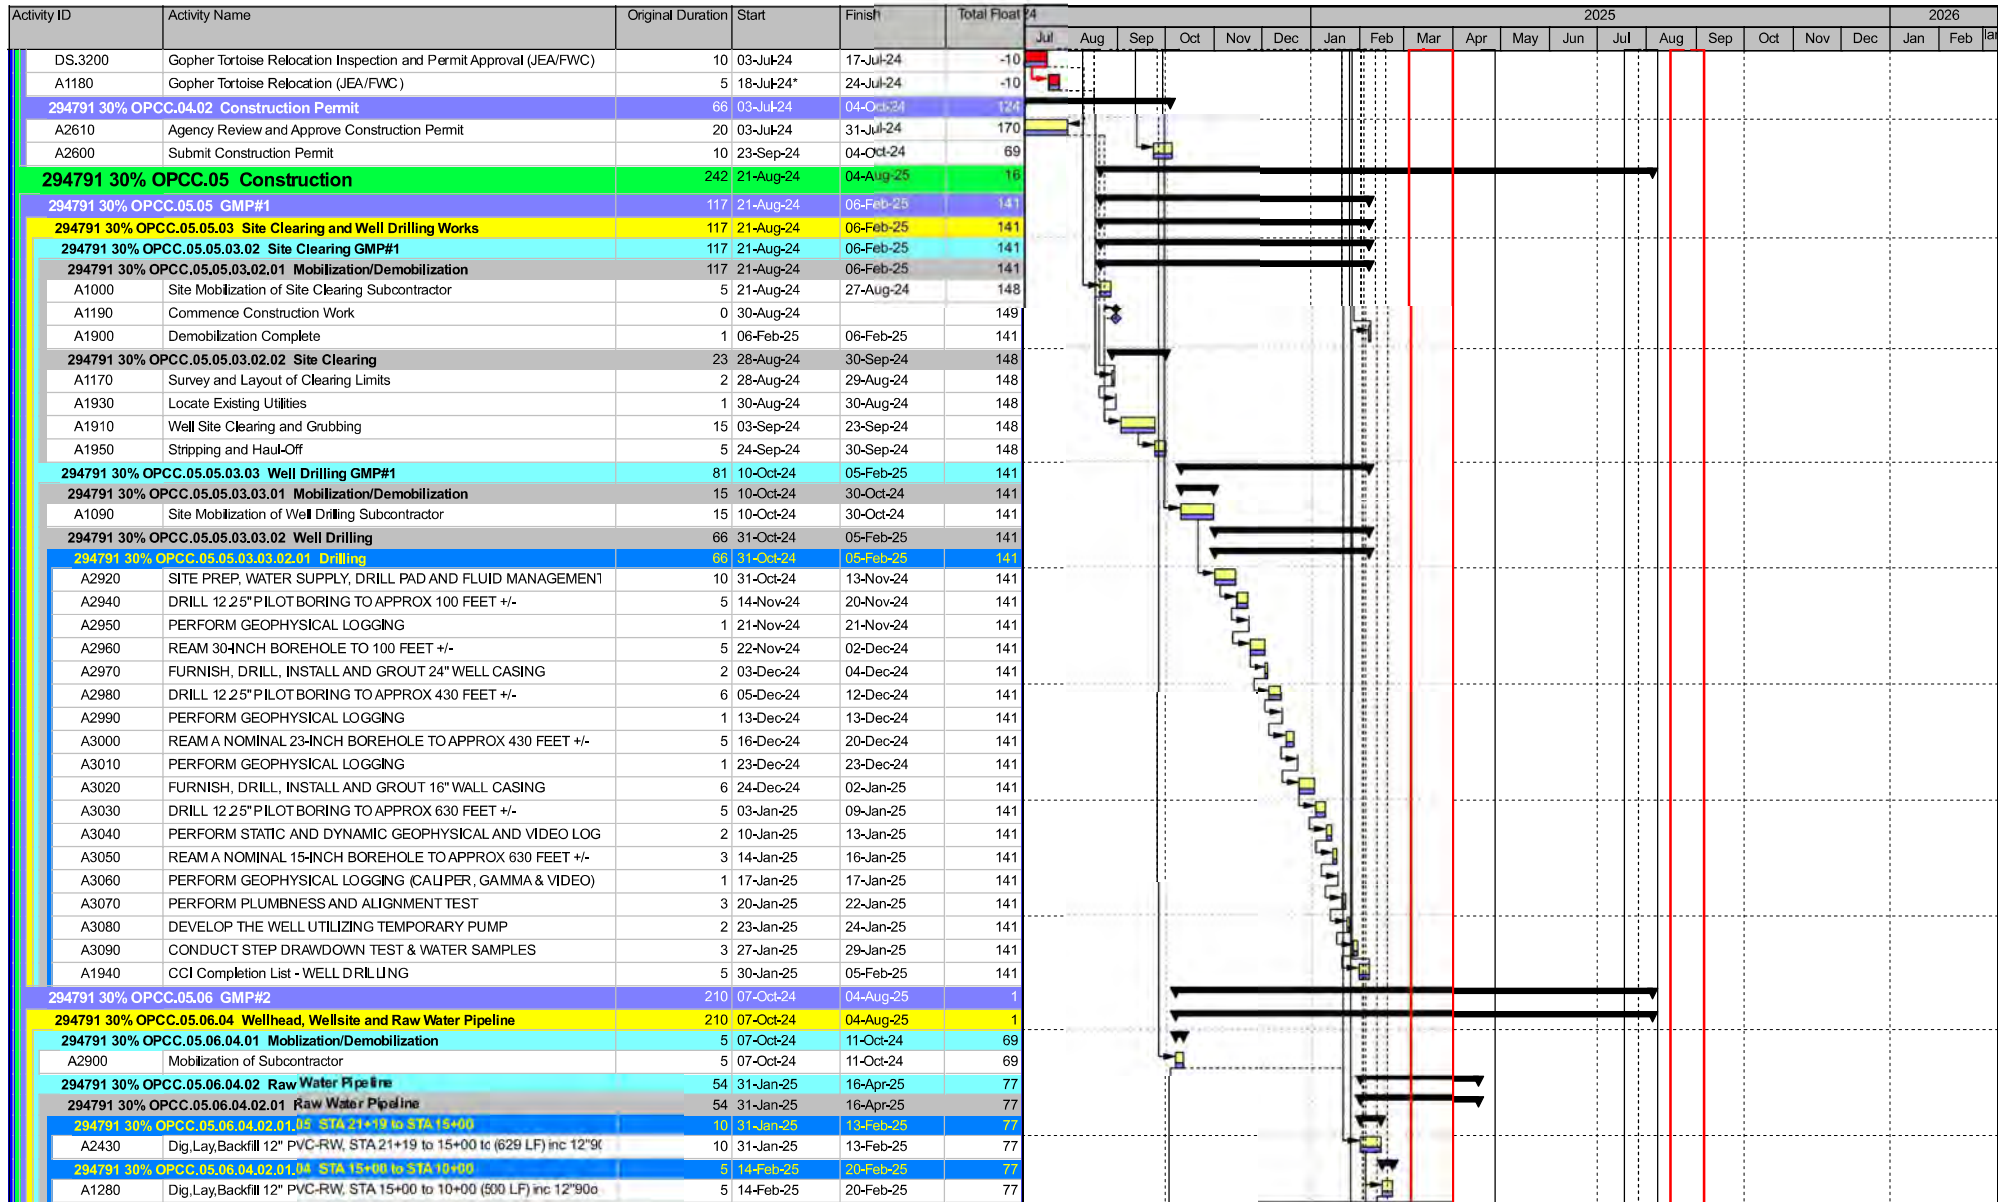 Activity ID Activity Name Original Duration Start Finish Total Float 24 2025 2026
Jul Aug Sep Oct Nov Dec Jan Feb Mar Apr May Jun Jul Aug Sep Oct Nov Dec Jan Feb
DS.3200 Gopher Tortoise Relocation Inspection and Permit Approval (JEA/FWC) 10 03-Jul-24 17-Jul-24 -10
A1180 Gopher Tortoise Relocation (JEA/FWC) 5 18-Jul-24* 24-Jul-24 -10
294791 30% OPCC.04.02 Construction Permit 66 03-Jul-24 04-Oct-24 124
A2610 Agency Review and Approve Construction Permit 20 03-Jul-24 31-Jul-24 170
A2600 Submit Construction Permit 10 23-Sep-24 04-Oct-24 69
294791 30% OPCC.05 Construction 242 21-Aug-24 04-Aug-25 16
294791 30% OPCC.05.05 GMP#1 117 21-Aug-24 06-Feb-25 141
294791 30% OPCC.05.05.03 Site Clearing and Well Drilling Works 117 21-Aug-24 06-Feb-25 141
294791 30% OPCC.05.05.03.02 Site Clearing GMP#1 117 21-Aug-24 06-Feb-25 141
294791 30% OPCC.05.05.03.02.01 Mobilization/Demobilization 117 21-Aug-24 06-Feb-25 141
A1000 Site Mobilization of Site Clearing Subcontractor 5 21-Aug-24 27-Aug-24 148
A1190 Commence Construction Work 0 30-Aug-24 149
A1900 Demobilization Complete 1 06-Feb-25 06-Feb-25 141
294791 30% OPCC.05.05.03.02.02 Site Clearing 23 28-Aug-24 30-Sep-24 148
A1170 Survey and Layout of Clearing Limits 2 28-Aug-24 29-Aug-24 148
A1930 Locate Existing Utilities 1 30-Aug-24 30-Aug-24 148
A1910 Well Site Clearing and Grubbing 15 03-Sep-24 23-Sep-24 148
A1950 Stripping and Haul-Off 5 24-Sep-24 30-Sep-24 148
294791 30% OPCC.05.05.03.03 Well Drilling GMP#1 81 10-Oct-24 05-Feb-25 141
294791 30% OPCC.05.05.03.03.01 Mobilization/Demobilization 15 10-Oct-24 30-Oct-24 141
A1090 Site Mobilization of Well Drilling Subcontractor 15 10-Oct-24 30-Oct-24 141
294791 30% OPCC.05.05.03.03.02 Well Drilling 66 31-Oct-24 05-Feb-25 141
294791 30% OPCC.05.05.03.03.02.01 Drilling 66 31-Oct-24 05-Feb-25 141
A2920 SITE PREP, WATER SUPPLY, DRILL PAD AND FLUID MANAGEMENT 10 31-Oct-24 13-Nov-24 141
A2940 DRILL 12.25" PILOT BORING TO APPROX 100 FEET +/- 5 14-Nov-24 20-Nov-24 141
A2950 PERFORM GEOPHYSICAL LOGGING 1 21-Nov-24 21-Nov-24 141
A2960 REAM 30-INCH BOREHOLE TO 100 FEET +/- 5 22-Nov-24 02-Dec-24 141
A2970 FURNISH, DRILL, INSTALL AND GROUT 24" WELL CASING 2 03-Dec-24 04-Dec-24 141
A2980 DRILL 12.25" PILOT BORING TO APPROX 430 FEET +/- 6 05-Dec-24 12-Dec-24 141
A2990 PERFORM GEOPHYSICAL LOGGING 1 13-Dec-24 13-Dec-24 141
A3000 REAM A NOMINAL 23-INCH BOREHOLE TO APPROX 430 FEET +/- 5 16-Dec-24 20-Dec-24 141
A3010 PERFORM GEOPHYSICAL LOGGING 1 23-Dec-24 23-Dec-24 141
A3020 FURNISH, DRILL, INSTALL AND GROUT 16" WALL CASING 6 24-Dec-24 02-Jan-25 141
A3030 DRILL 12.25" PILOT BORING TO APPROX 630 FEET +/- 5 03-Jan-25 09-Jan-25 141
A3040 PERFORM STATIC AND DYNAMIC GEOPHYSICAL AND VIDEO LOG 2 10-Jan-25 13-Jan-25 141
A3050 REAM A NOMINAL 15-INCH BOREHOLE TO APPROX 630 FEET +/- 3 14-Jan-25 16-Jan-25 141
A3060 PERFORM GEOPHYSICAL LOGGING (CALIPER, GAMMA & VIDEO) 1 17-Jan-25 17-Jan-25 141
A3070 PERFORM PLUMBNESS AND ALIGNMENT TEST 3 20-Jan-25 22-Jan-25 141
A3080 DEVELOP THE WELL UTILIZING TEMPORARY PUMP 2 23-Jan-25 24-Jan-25 141
A3090 CONDUCT STEP DRAWDOWN TEST & WATER SAMPLES 3 27-Jan-25 29-Jan-25 141
A1940 CCI Completion List - WELL DRILLING 5 30-Jan-25 05-Feb-25 141
294791 30% OPCC.05.06 GMP#2 210 07-Oct-24 04-Aug-25 1
294791 30% OPCC.05.06.04 Wellhead, Wellsite and Raw Water Pipeline 210 07-Oct-24 04-Aug-25 1
294791 30% OPCC.05.06.04.01 Moblization/Demobilization 5 07-Oct-24 11-Oct-24 69
A2900 Mobilization of Subcontractor 5 07-Oct-24 11-Oct-24 69
294791 30% OPCC.05.06.04.02 Raw Water Pipeline 54 31-Jan-25 16-Apr-25 77
294791 30% OPCC.05.06.04.02.01 Raw Water Pipeline 54 31-Jan-25 16-Apr-25 77
294791 30% OPCC.05.06.04.02.01.05 STA 21+19 to STA 15+00 10 31-Jan-25 13-Feb-25 77
A2430 Dig,Lay,Backfill 12" PVC-RW, STA 21+19 to 15+00 to (629 LF) inc 12"90 10 31-Jan-25 13-Feb-25 77
294791 30% OPCC.05.06.04.02.01.04 STA 15+00 to STA 10+00 5 14-Feb-25 20-Feb-25 77
A1280 Dig,Lay,Backfill 12" PVC-RW, STA 15+00 to 10+00 (500 LF) inc 12"90o 5 14-Feb-25 20-Feb-25 77